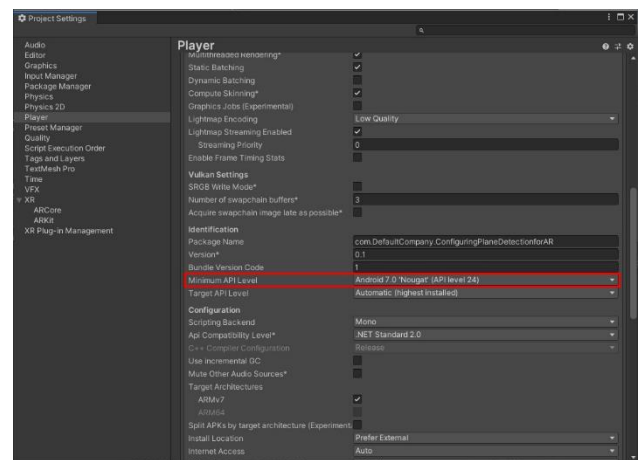 Project Settings
Audio
Editor
Graphics
Input Manager
Package Manager
Physics
Physics 2D
Player
Preset Manager
Quality
Script Execution Order
Tags and Layers
TextMesh Pro
Time
VFX
XR
ARCore
ARKit
XR Plug-in Management
Player
Multithreaded Rendering*
Static Batching
Dynamic Batching
Compute Skinning*
Graphics Jobs (Experimental)
Lightmap Encoding Low Quality
Lightmap Streaming Enabled
Streaming Priority 0
Enable Frame Timing Stats
Vulkan Settings
SRGB Write Mode*
Number of swapchain buffers* 3
Acquire swapchain image late as possible*
Identification
Package Name com.DefaultCompany.ConfiguringPlaneDetectionforAR
Version* 0.1
Bundle Version Code 1
Minimum API Level Android 7.0 'Nougat' (API level 24)
Target API Level Automatic (highest installed)
Configuration
Scripting Backend Mono
Api Compatibility Level* .NET Standard 2.0
C++ Compiler Configuration Release
Use incremental GC
Mute Other Audio Sources*
Target Architectures
ARMv7
ARM64
Split APKs by target architecture (Experiment
Install Location Prefer External
Internet Access Auto